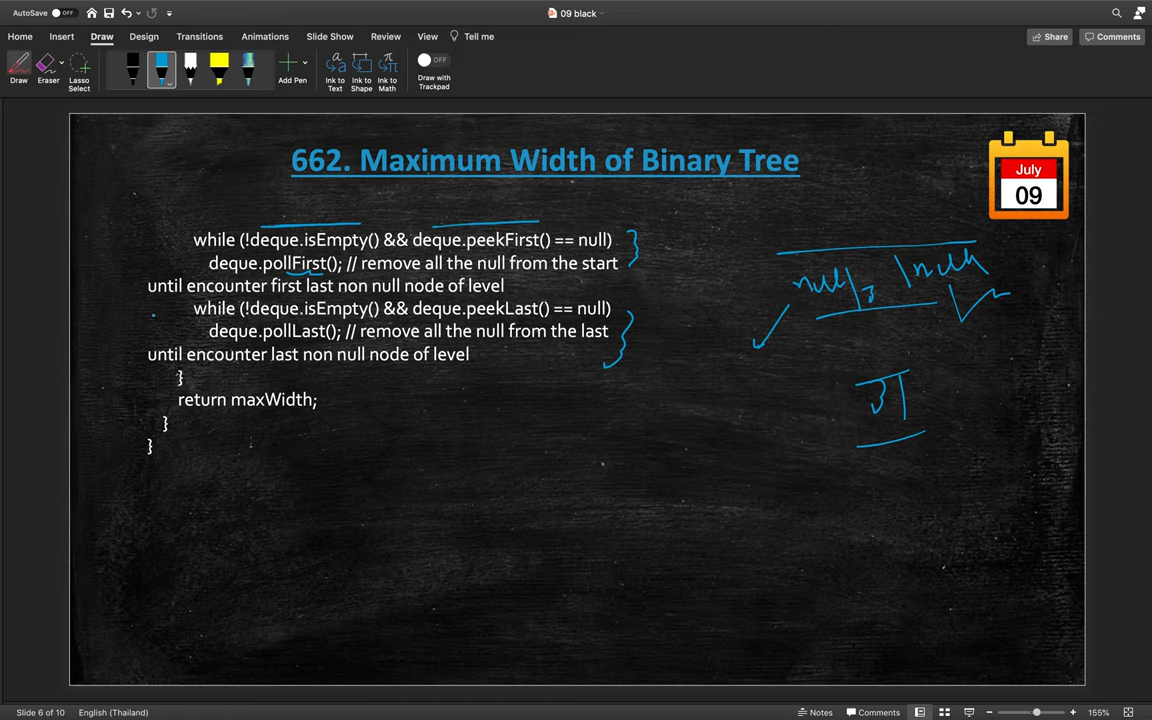 AutoSave OFF 09 black
Home Insert Draw Design Transitions Animations Slide Show Review View Tell me Share Comments
Draw Eraser Lasso Select Add Pen Ink to Text Ink to Shape Ink to Math OFF Draw with Trackpad
662. Maximum Width of Binary Tree
July
09
while (!deque.isEmpty() && deque.peekFirst() == null)
deque.pollFirst(); // remove all the null from the start
until encounter first last non null node of level
while (!deque.isEmpty() && deque.peekLast() == null)
deque.pollLast(); // remove all the null from the last
until encounter last non null node of level
}
return maxWidth;
}
}
null 3 null
3
Slide 6 of 10 English (Thailand) Notes Comments 155%